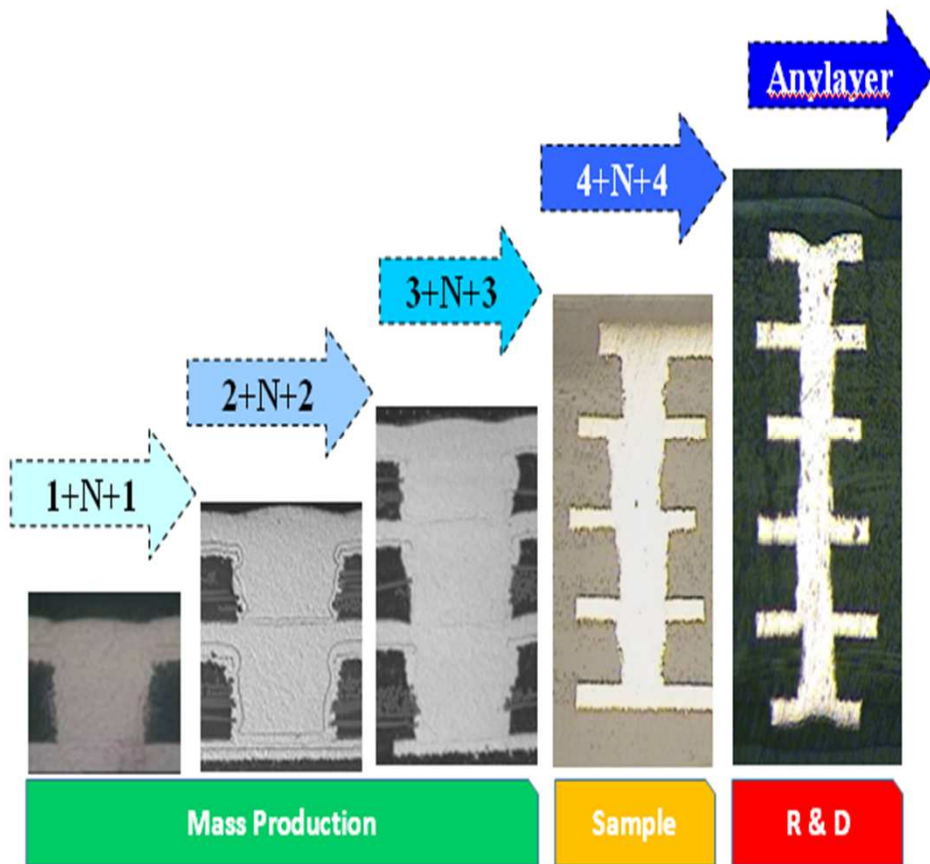 Anylayer
4+N+4
3+N+3
2+N+2
1+N+1
Mass Production
Sample
R & D